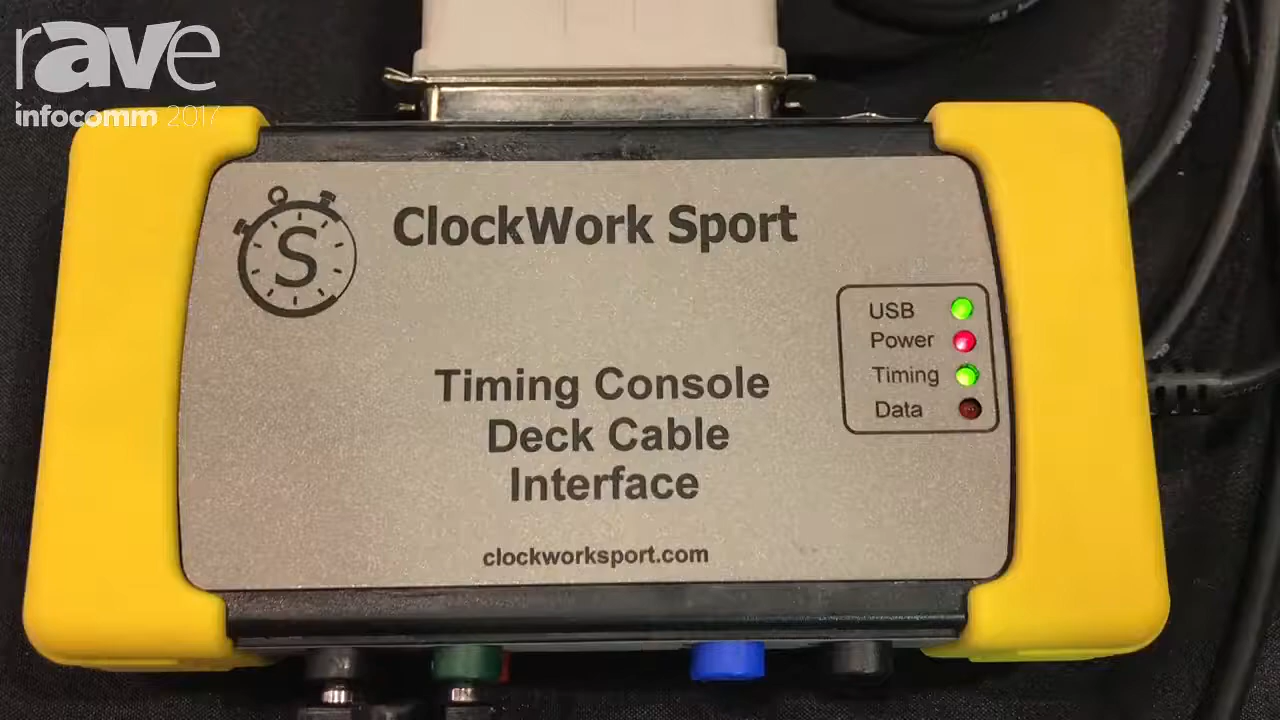 rAVe
infocomm 2017
S
ClockWork Sport
USB
Power
Timing
Data
Timing Console
Deck Cable
Interface
clockworksport.com